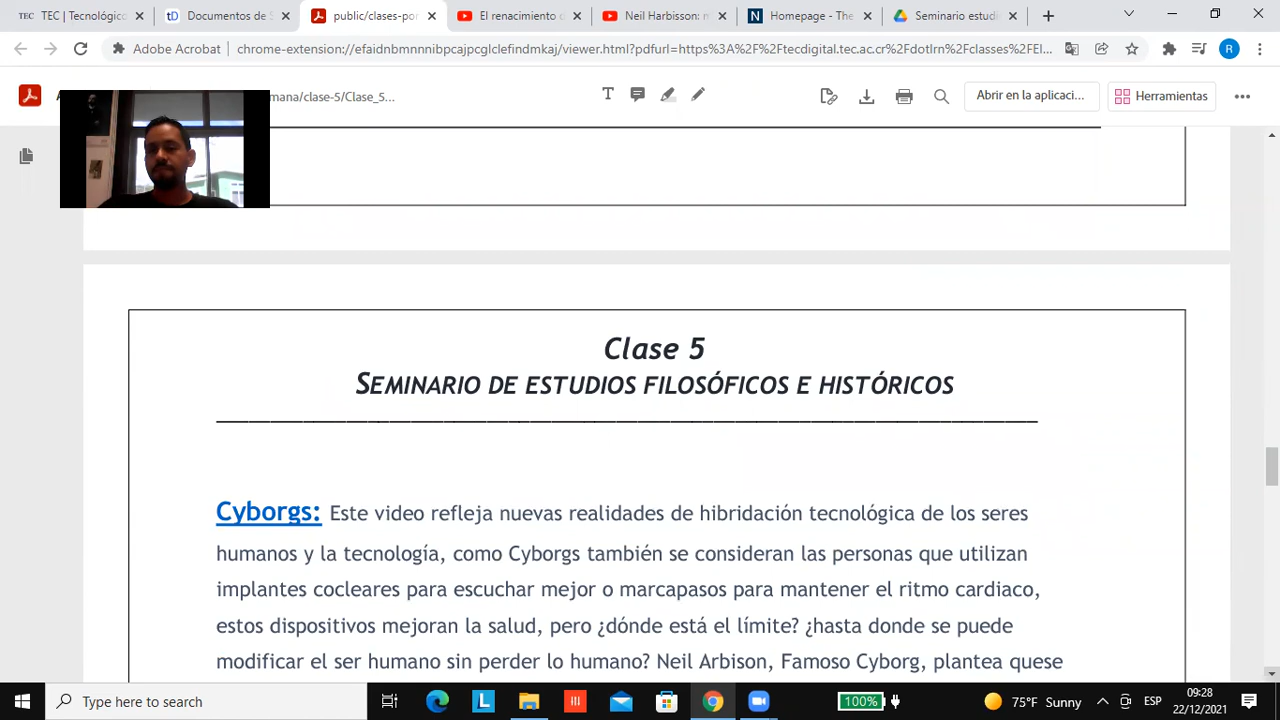 TEC | Tecnológico
Documentos de S
public/clases-por
El renacimiento d
Neil Harbisson: m
Homepage - The
Seminario estudi
Adobe Acrobat
chrome-extension://efaidnbmnnnibpcajpcglclefindmkaj/viewer.html?pdfurl=https%3A%2F%2Ftecdigital.tec.ac.cr%2Fdotlrn%2Fclasses%2FEl...
R
mana/clase-5/Clase_5...
Abrir en la aplicaci...
Herramientas
Clase 5
SEMINARIO DE ESTUDIOS FILOSÓFICOS E HISTÓRICOS
Cyborgs: Este video refleja nuevas realidades de hibridación tecnológica de los seres
humanos y la tecnología, como Cyborgs también se consideran las personas que utilizan
implantes cocleares para escuchar mejor o marcapasos para mantener el ritmo cardiaco,
estos dispositivos mejoran la salud, pero ¿dónde está el límite? ¿hasta donde se puede
modificar el ser humano sin perder lo humano? Neil Arbison, Famoso Cyborg, plantea quese
Type here to search
L
100%
75°F Sunny
ESP
09:28
22/12/2021